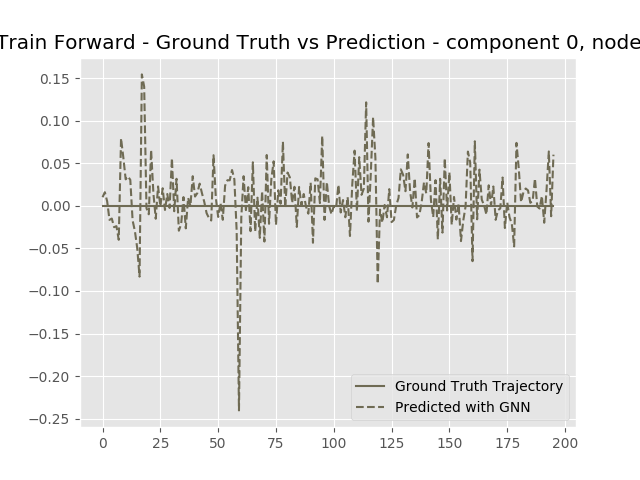 Train Forward - Ground Truth vs Prediction - component 0, node
0.15
0.10
0.05
0.00
−0.05
−0.10
−0.15
−0.20
−0.25
0 25 50 75 100 125 150 175 200
Ground Truth Trajectory
Predicted with GNN